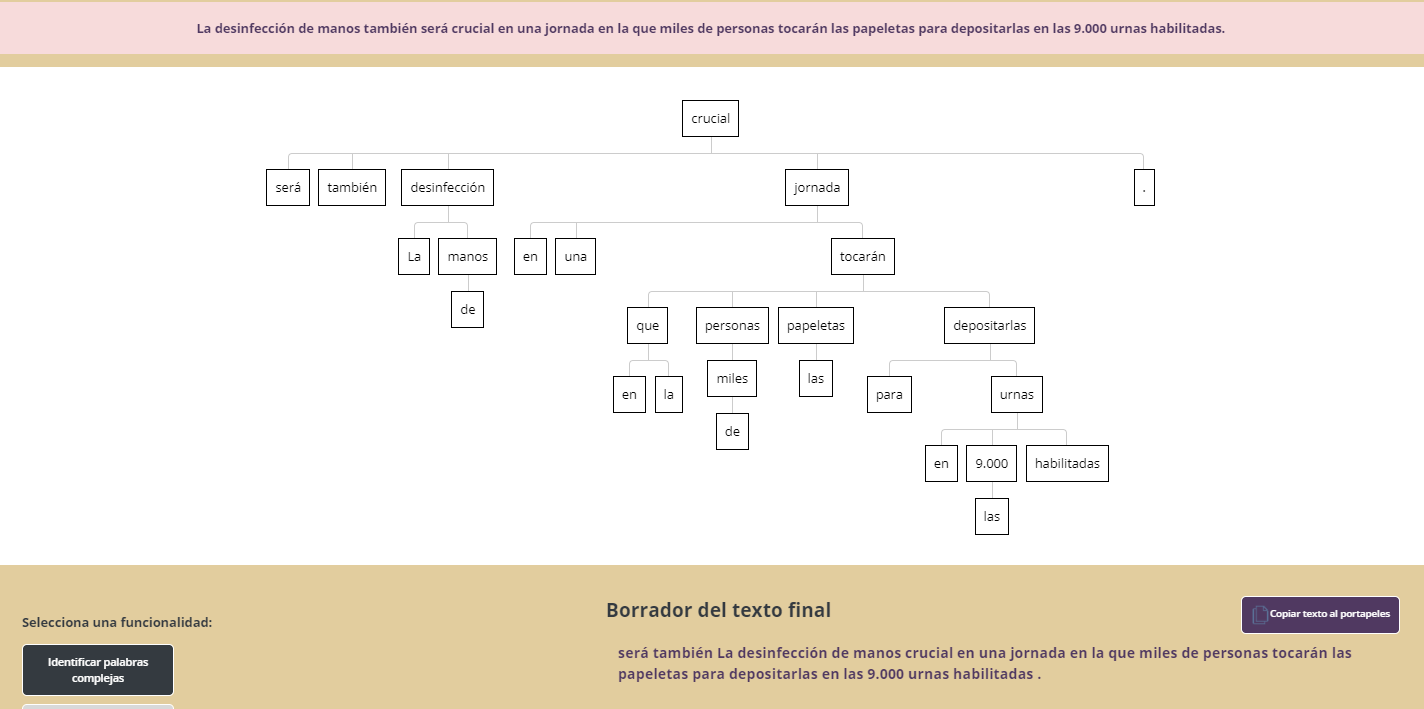 La desinfección de manos también será crucial en una jornada en la que miles de personas tocarán las papeletas para depositarlas en las 9.000 urnas habilitadas.
crucial
será también desinfección jornada .
La manos en una tocarán
de
que personas papeletas depositarlas
en la miles las para urnas
de
en 9.000 habilitadas
las
Selecciona una funcionalidad:
Identificar palabras
complejas
Borrador del texto final
Copiar texto al portapeles
será también La desinfección de manos crucial en una jornada en la que miles de personas tocarán las
papeletas para depositarlas en las 9.000 urnas habilitadas .